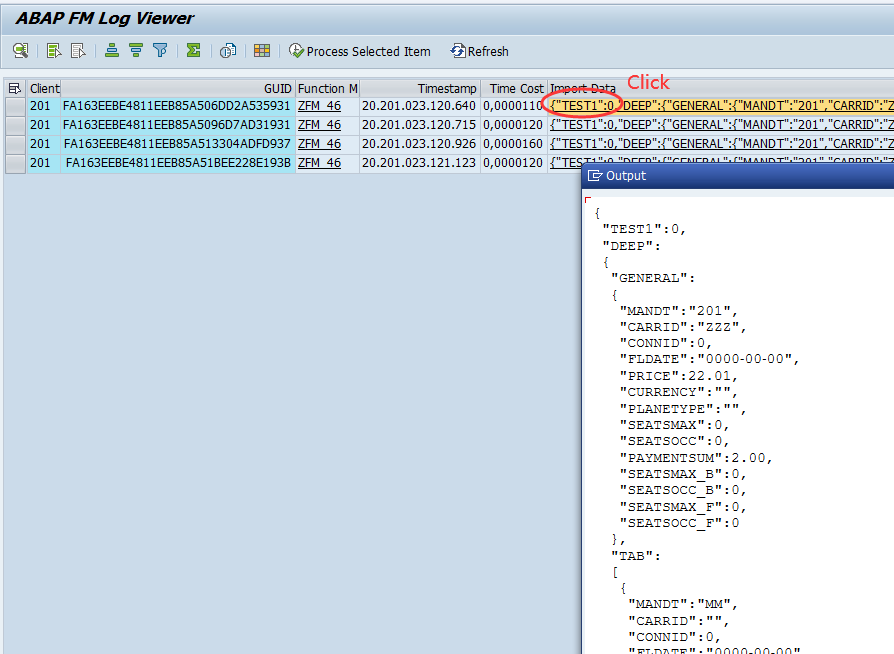 ABAP FM Log Viewer
Process Selected Item Refresh
Client GUID Function M Timestamp Time Cost Import Data Click
201 FA163EEBE4811EEB85A506DD2A535931 ZFM_46 20.201.023.120.640 0,0000110 {"TEST1":0,"DEEP":{"GENERAL":{"MANDT":"201","CARRID":"Z
201 FA163EEBE4811EEB85A5096D7AD31931 ZFM_46 20.201.023.120.715 0,0000120 {"TEST1":0,"DEEP":{"GENERAL":{"MANDT":"201","CARRID":"Z
201 FA163EEBE4811EEB85A513304ADFD937 ZFM_46 20.201.023.120.926 0,0000160 {"TEST1":0,"DEEP":{"GENERAL":{"MANDT":"201","CARRID":"Z
201 FA163EEBE4811EEB85A51BEE228E193B ZFM_46 20.201.023.121.123 0,0000120 {"TEST1":0,"DEEP":{"GENERAL":{"MANDT":"201","CARRID":"Z
Output
{
"TEST1":0,
"DEEP":
{
"GENERAL":
{
"MANDT":"201",
"CARRID":"ZZZ",
"CONNID":0,
"FLDATE":"0000-00-00",
"PRICE":22.01,
"CURRENCY":"",
"PLANETYPE":"",
"SEATSMAX":0,
"SEATSOCC":0,
"PAYMENTSUM":2.00,
"SEATSMAX_B":0,
"SEATSOCC_B":0,
"SEATSMAX_F":0,
"SEATSOCC_F":0
},
"TAB":
[
{
"MANDT":"MM",
"CARRID":"",
"CONNID":0,
"FLDATE":"0000-00-00"